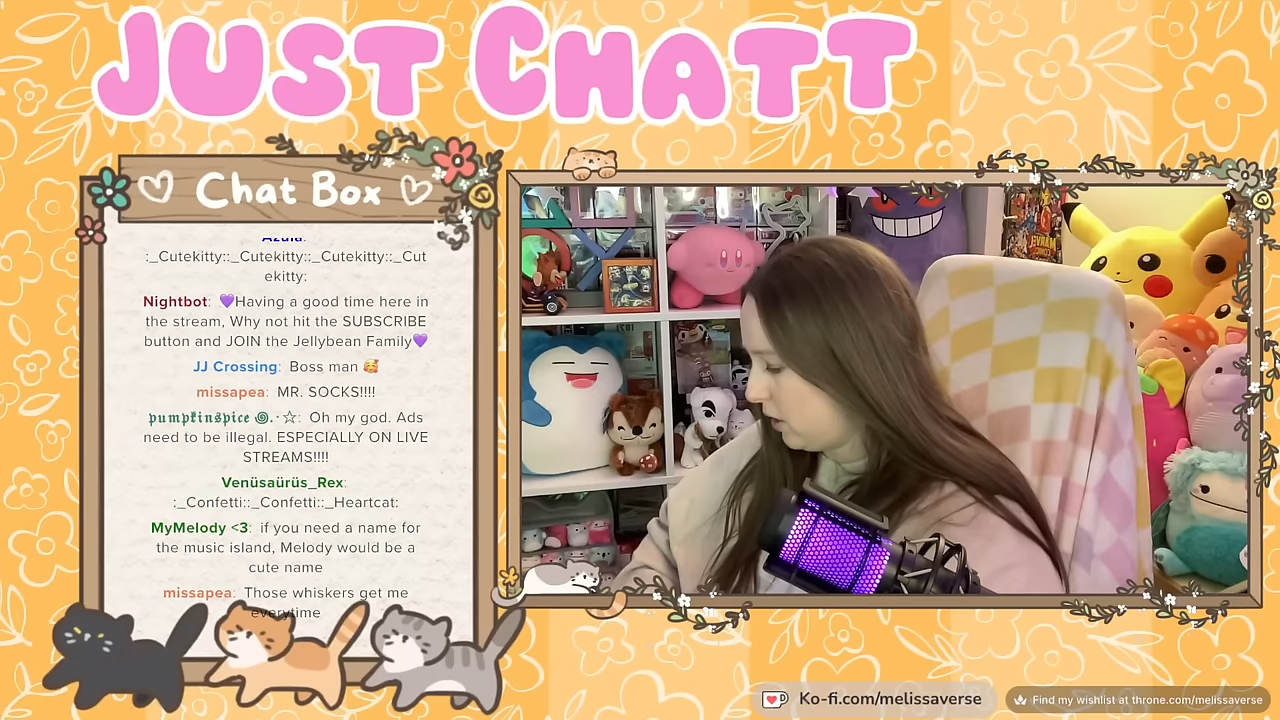 JUST CHATT
Chat Box
Azula:
:_Cutekitty::_Cutekitty::_Cutekitty::_Cut
ekitty:
Nightbot: 💜Having a good time here in
the stream, Why not hit the SUBSCRIBE
button and JOIN the Jellybean Family💜
JJ Crossing: Boss man 🥰
missapea: MR. SOCKS!!!!
𝖕𝖚𝖒𝖕𝖐𝖎𝖓𝖘𝖕𝖎𝖈𝖊 ꩜.·☆: Oh my god. Ads
need to be illegal. ESPECIALLY ON LIVE
STREAMS!!!!
Venüsaürüs_Rex:
:_Confetti::_Confetti::_Heartcat:
MyMelody <3: if you need a name for
the music island, Melody would be a
cute name
missapea: Those whiskers get me
everytime
Ko-fi.com/melissaverse
Find my wishlist at throne.com/melissaverse